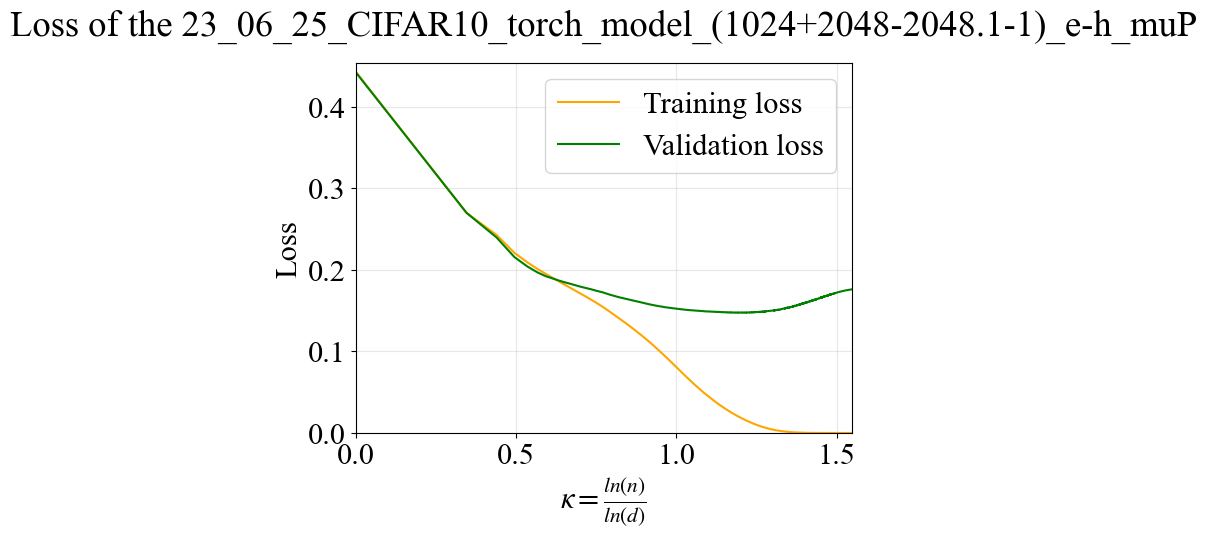 Loss of the 23_06_25_CIFAR10_torch_model_(1024+2048-2048.1-1)_e-h_muP
Training loss
Validation loss
Loss
0.4
0.3
0.2
0.1
0.0
0.0 0.5 1.0 1.5
κ = ln(n)/ln(d)